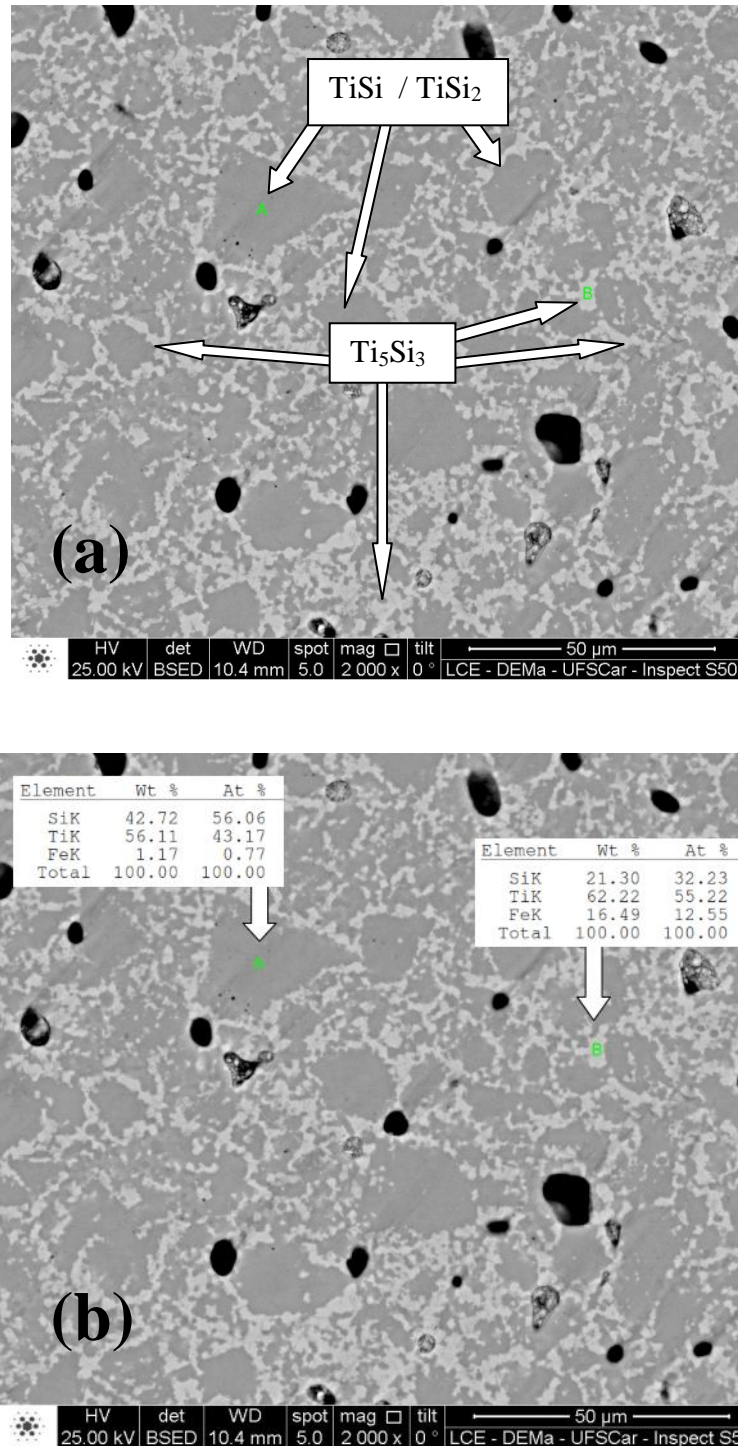 TiSi / TiSi₂
A
B
Ti₅Si₃
(a)
HV det WD spot mag □ tilt 50 µm
25.00 kV BSED 10.4 mm 5.0 2 000 x 0 ° LCE - DEMa - UFSCar - Inspect S50
Element Wt % At %
SiK 42.72 56.06
TiK 56.11 43.17
FeK 1.17 0.77
Total 100.00 100.00
Element Wt % At %
SiK 21.30 32.23
TiK 62.22 55.22
FeK 16.49 12.55
Total 100.00 100.00
A
B
(b)
HV det WD spot mag □ tilt 50 µm
25.00 kV BSED 10.4 mm 5.0 2 000 x 0 ° LCE - DEMa - UFSCar - Inspect S5